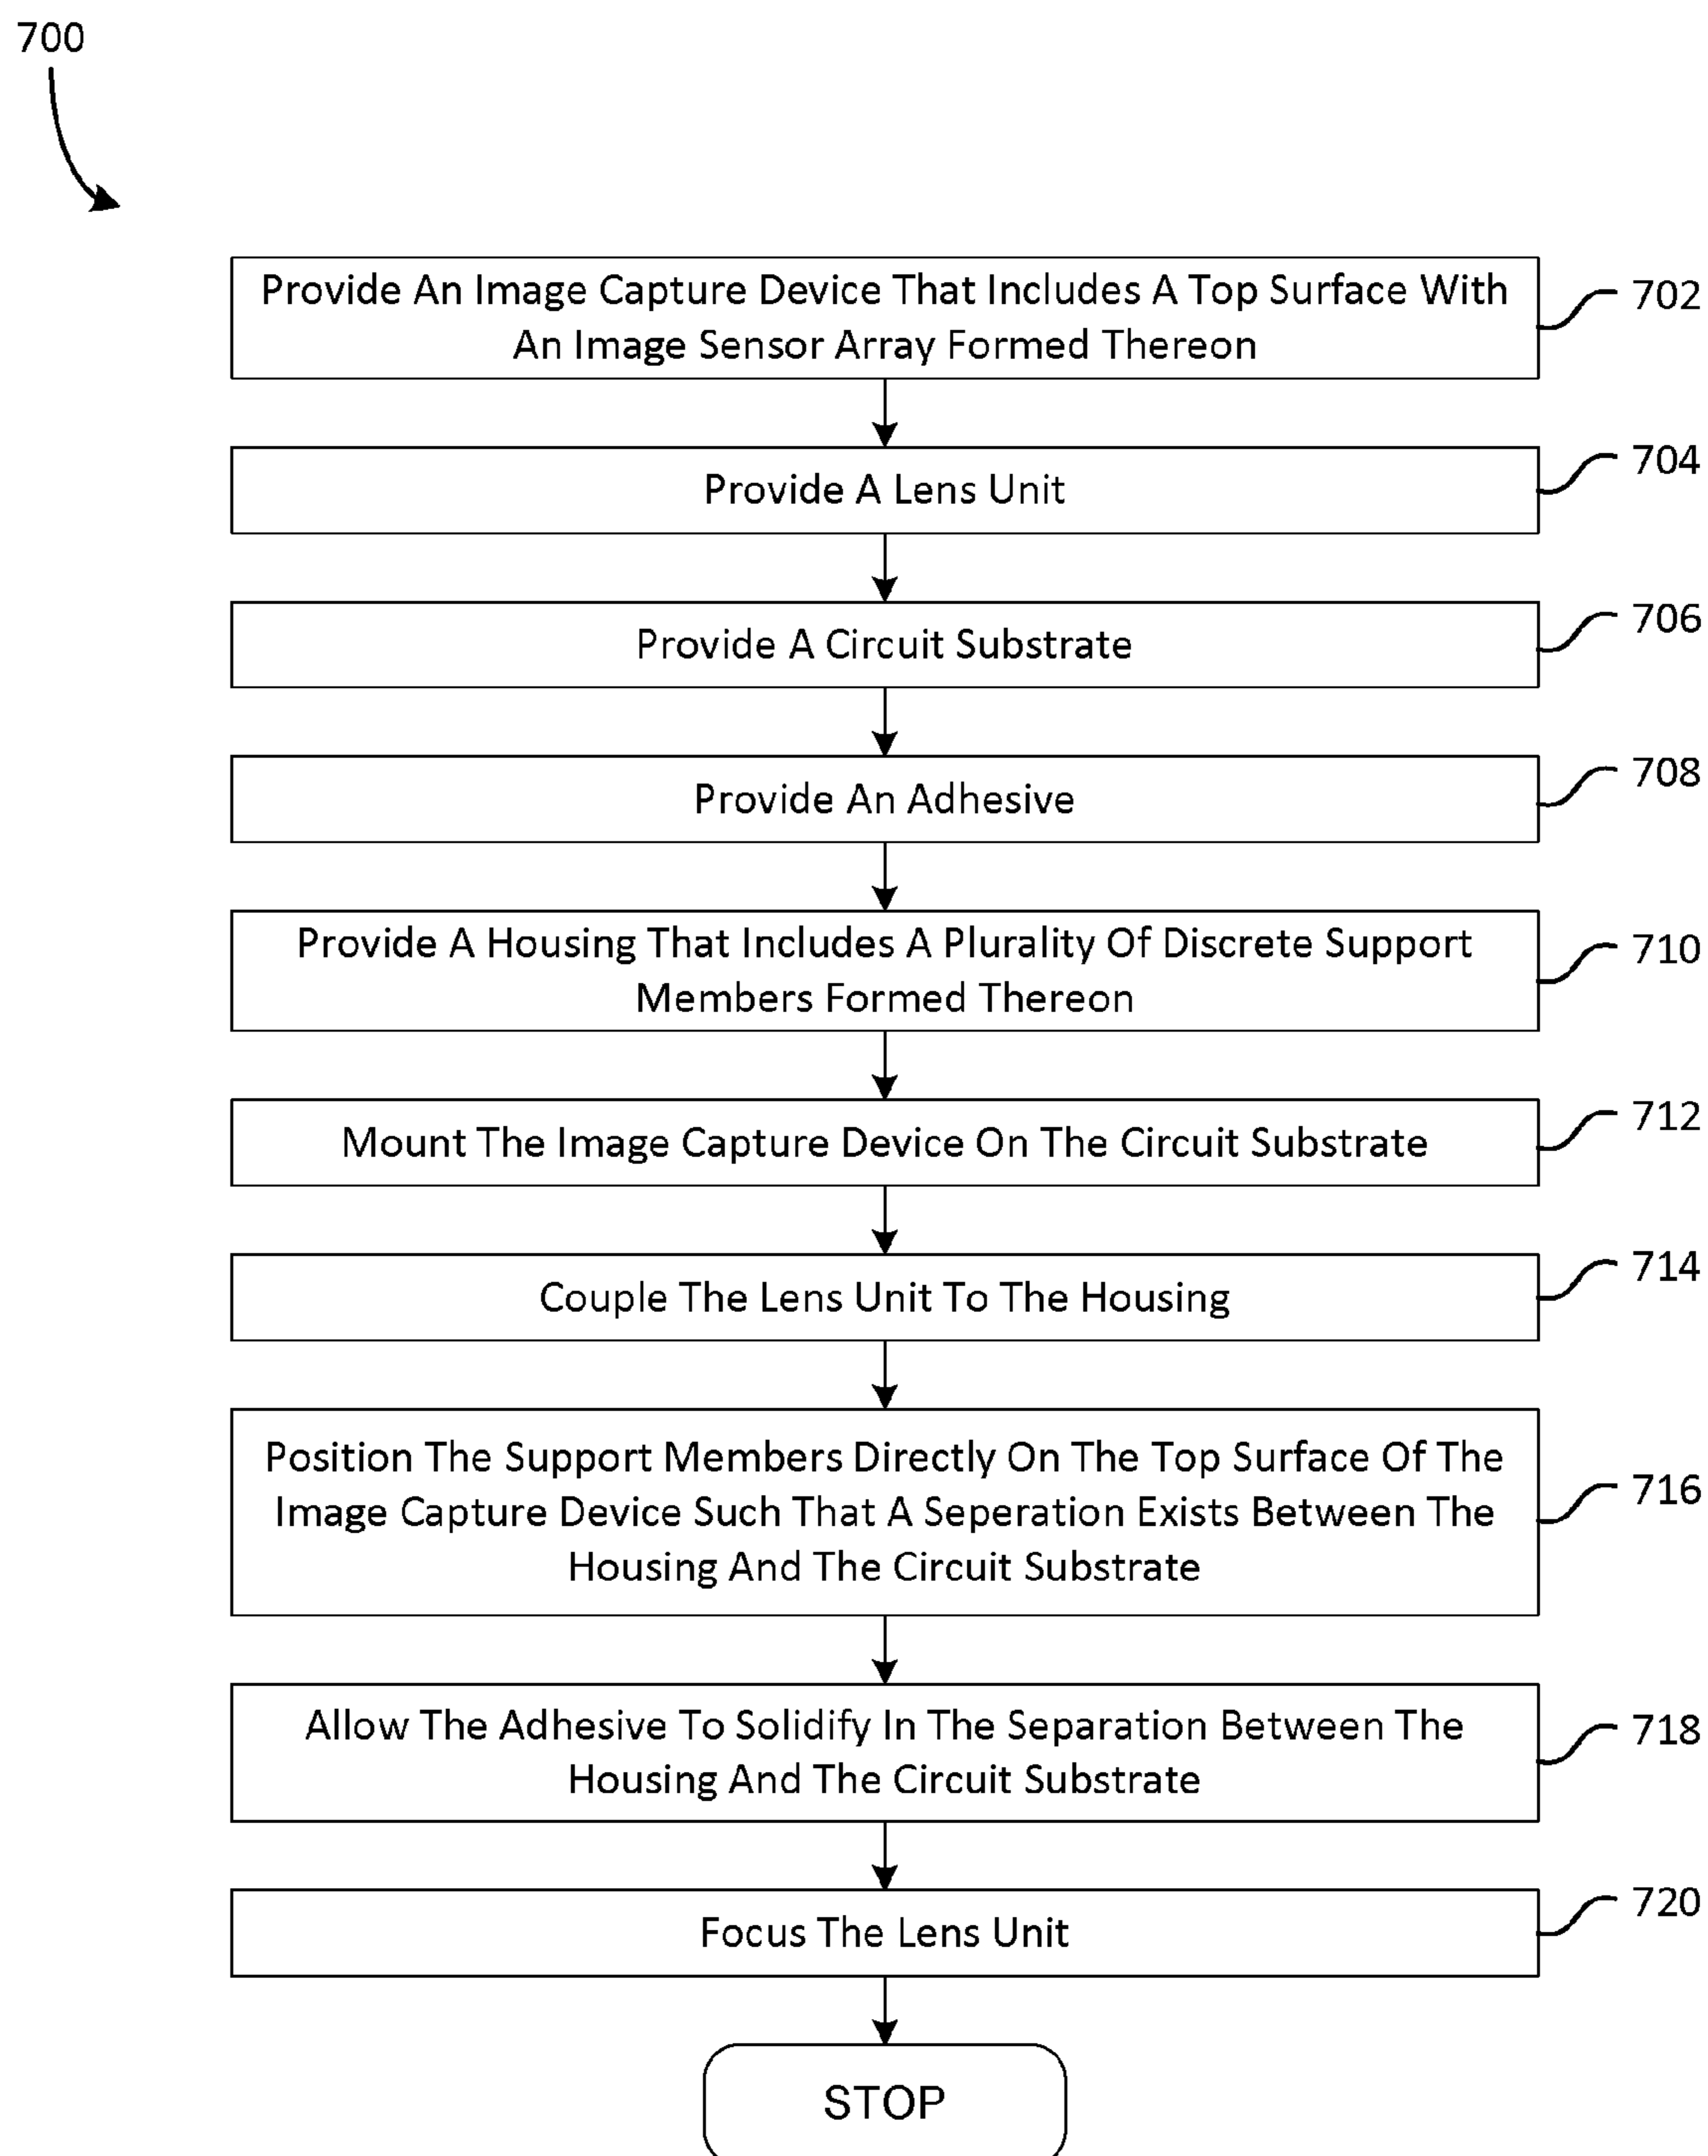 700
Provide An Image Capture Device That Includes A Top Surface With
An Image Sensor Array Formed Thereon
702
Provide A Lens Unit
704
Provide A Circuit Substrate
706
Provide An Adhesive
708
Provide A Housing That Includes A Plurality Of Discrete Support
Members Formed Thereon
710
Mount The Image Capture Device On The Circuit Substrate
712
Couple The Lens Unit To The Housing
714
Position The Support Members Directly On The Top Surface Of The
Image Capture Device Such That A Seperation Exists Between The
Housing And The Circuit Substrate
716
Allow The Adhesive To Solidify In The Separation Between The
Housing And The Circuit Substrate
718
Focus The Lens Unit
720
STOP